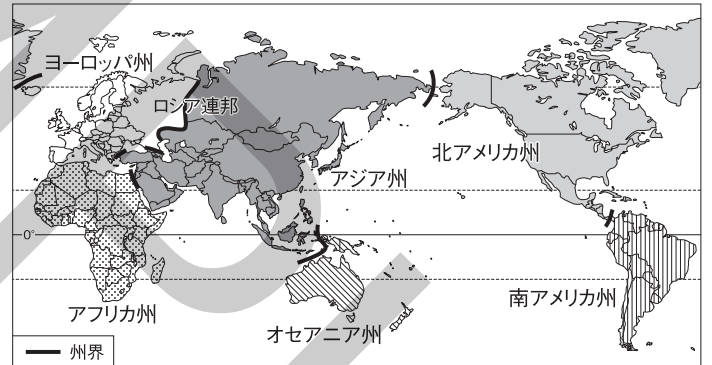 ヨーロッパ州
ロシア連邦
アジア州
北アメリカ州
0°
アフリカ州
オセアニア州
南アメリカ州
州界